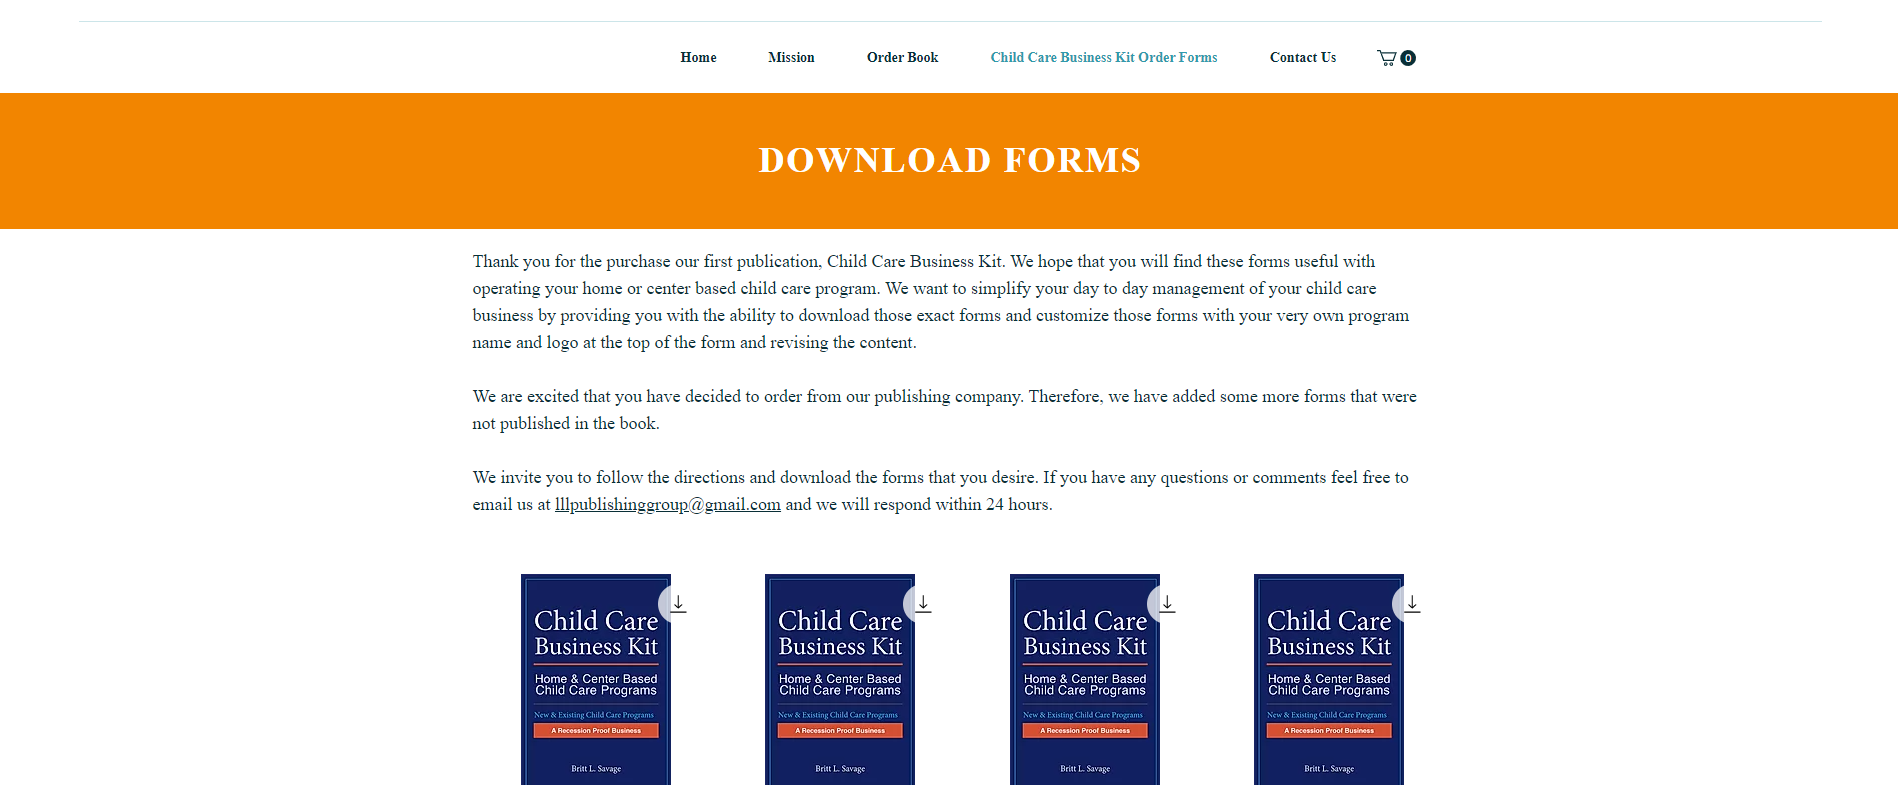 Home Mission Order Book Child Care Business Kit Order Forms Contact Us 0
DOWNLOAD FORMS
Thank you for the purchase our first publication, Child Care Business Kit. We hope that you will find these forms useful with
operating your home or center based child care program. We want to simplify your day to day management of your child care
business by providing you with the ability to download those exact forms and customize those forms with your very own program
name and logo at the top of the form and revising the content.
We are excited that you have decided to order from our publishing company. Therefore, we have added some more forms that were
not published in the book.
We invite you to follow the directions and download the forms that you desire. If you have any questions or comments feel free to
email us at lllpublishinggroup@gmail.com and we will respond within 24 hours.
Child Care
Business Kit
Home & Center Based
Child Care Programs
New & Existing Child Care Programs
A Recession Proof Business
Britt L. Savage
Child Care
Business Kit
Home & Center Based
Child Care Programs
New & Existing Child Care Programs
A Recession Proof Business
Britt L. Savage
Child Care
Business Kit
Home & Center Based
Child Care Programs
New & Existing Child Care Programs
A Recession Proof Business
Britt L. Savage
Child Care
Business Kit
Home & Center Based
Child Care Programs
New & Existing Child Care Programs
A Recession Proof Business
Britt L. Savage